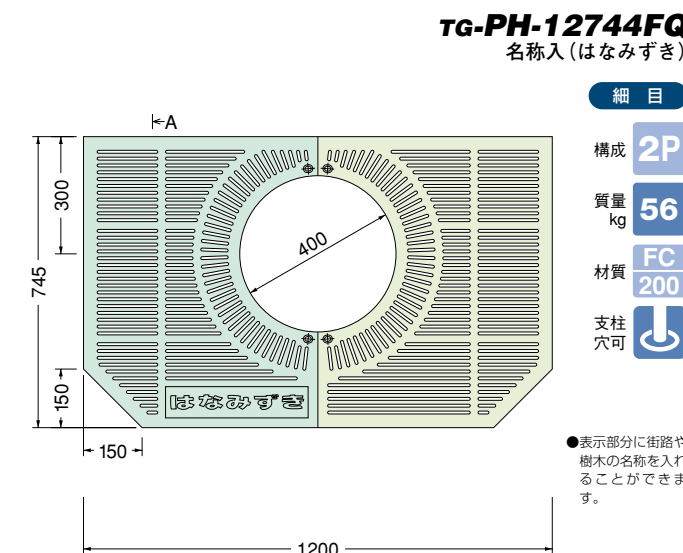 TG-PH-12744FQ
名称入(はなみずき)
細 目
構成 2P
質量 kg 56
材質 FC 200
支柱穴可
A
300
745
150
150
400
1200
はなみずき
●表示部分に街路や
樹木の名称を入れ
ることができま
す。